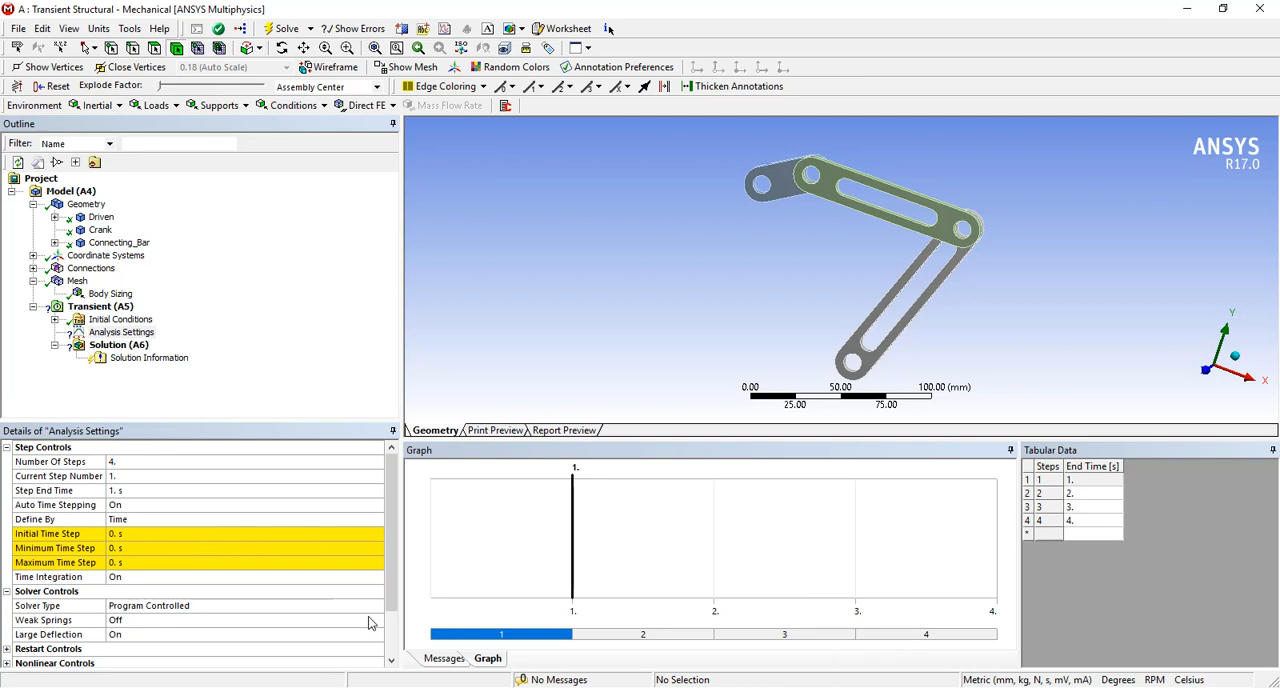 A : Transient Structural - Mechanical [ANSYS Multiphysics]
File Edit View Units Tools Help Solve ?/Show Errors Worksheet
Show Vertices Close Vertices 0.18 (Auto Scale) Wireframe Show Mesh Random Colors Annotation Preferences
Reset Explode Factor: Assembly Center Edge Coloring Thicken Annotations
Environment Inertial Loads Supports Conditions Direct FE Mass Flow Rate
Outline
Filter: Name
Project
Model (A4)
Geometry
Driven
Crank
Connecting_Bar
Coordinate Systems
Connections
Mesh
Body Sizing
Transient (A5)
Initial Conditions
Analysis Settings
Solution (A6)
Solution Information
ANSYS
R17.0
Y
X
0.00 50.00 100.00 (mm)
25.00 75.00
Geometry Print Preview Report Preview
Details of "Analysis Settings"
Step Controls
Number Of Steps 4.
Current Step Number 1.
Step End Time 1. s
Auto Time Stepping On
Define By Time
Initial Time Step 0. s
Minimum Time Step 0. s
Maximum Time Step 0. s
Time Integration On
Solver Controls
Solver Type Program Controlled
Weak Springs Off
Large Deflection On
Restart Controls
Nonlinear Controls
Graph
1.
1. 2. 3. 4.
1 2 3 4
Messages Graph
Tabular Data
Steps End Time [s]
1 1 1.
2 2 2.
3 3 3.
4 4 4.
*
No Messages No Selection Metric (mm, kg, N, s, mV, mA) Degrees RPM Celsius